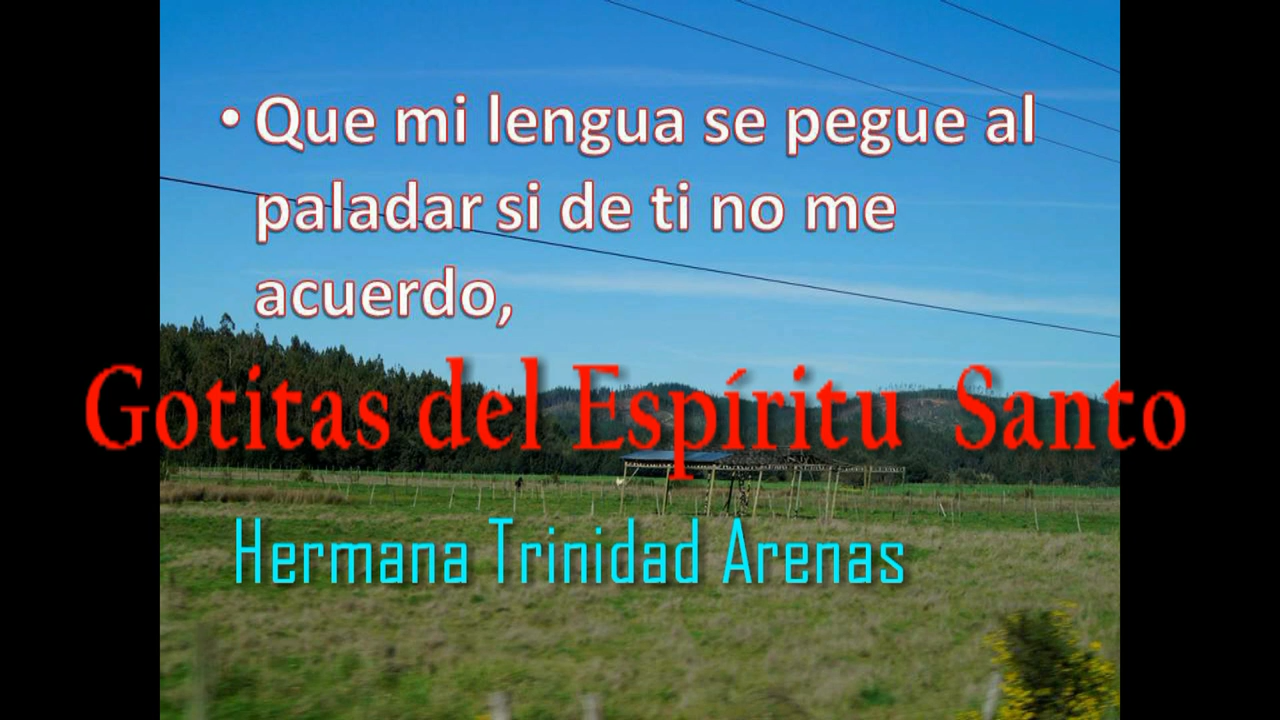 • Que mi lengua se pegue al
paladar si de ti no me
acuerdo,
Gotitas del Espíritu Santo
Hermana Trinidad Arenas